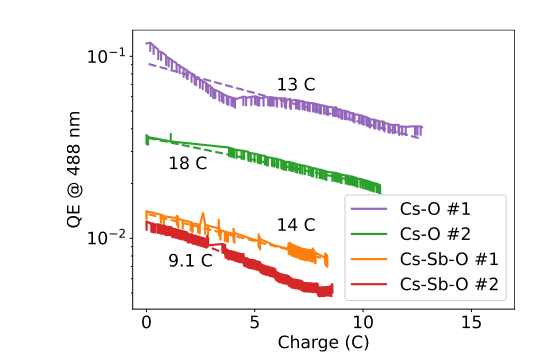 10⁻¹
10⁻²
QE @ 488 nm
13 C
18 C
14 C
9.1 C
Cs-O #1
Cs-O #2
Cs-Sb-O #1
Cs-Sb-O #2
0 5 10 15
Charge (C)